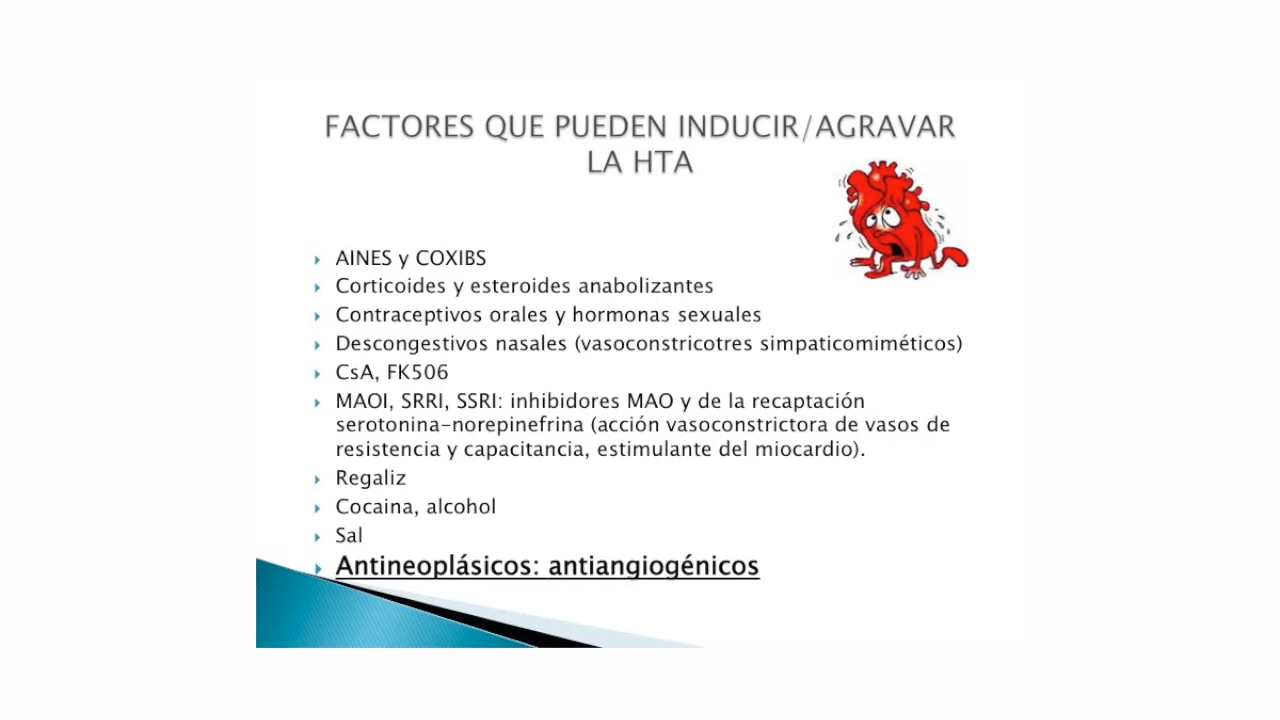 FACTORES QUE PUEDEN INDUCIR/AGRAVAR
LA HTA
AINES y COXIBS
Corticoides y esteroides anabolizantes
Contraceptivos orales y hormonas sexuales
Descongestivos nasales (vasoconstricotres simpaticomiméticos)
CsA, FK506
MAOI, SRRI, SSRI: inhibidores MAO y de la recaptación
serotonina-norepinefrina (acción vasoconstrictora de vasos de
resistencia y capacitancia, estimulante del miocardio).
Regaliz
Cocaina, alcohol
Sal
Antineoplásicos: antiangiogénicos